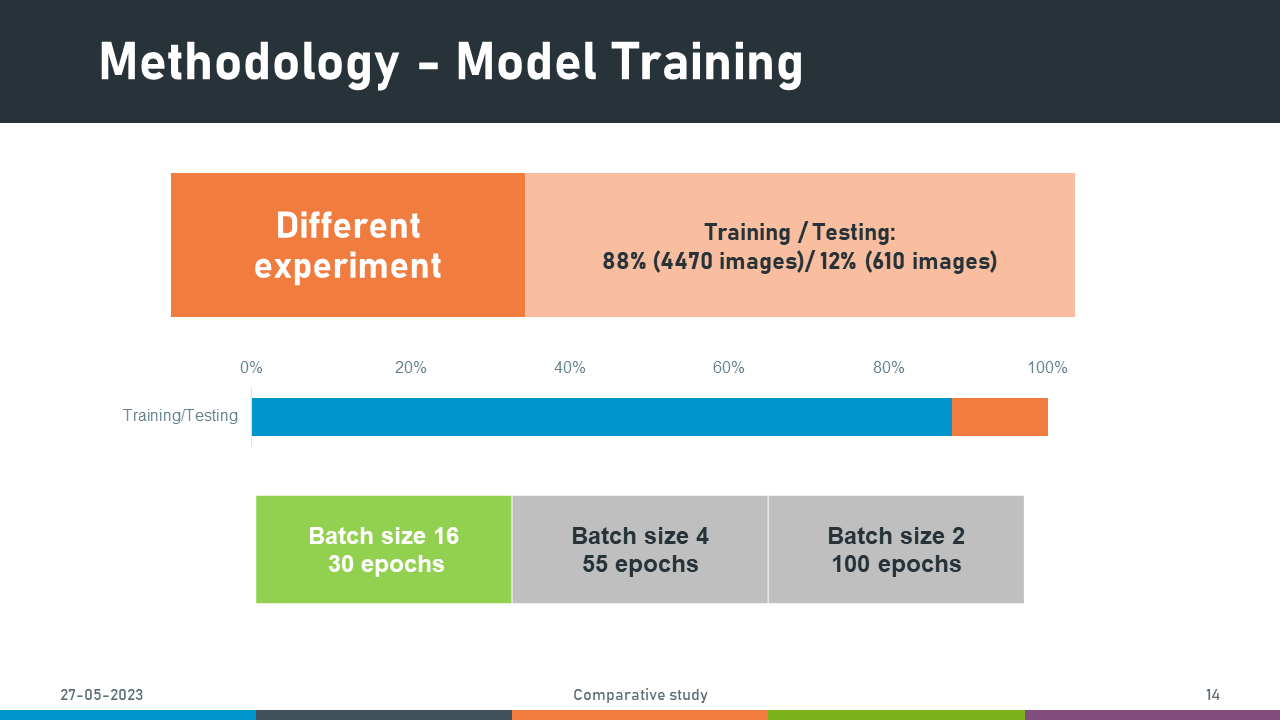 Methodology - Model Training
Different
experiment
Training / Testing:
88% (4470 images)/ 12% (610 images)
0%
20%
40%
60%
80%
100%
Training/Testing
Batch size 16
30 epochs
Batch size 4
55 epochs
Batch size 2
100 epochs
27-05-2023
Comparative study
14